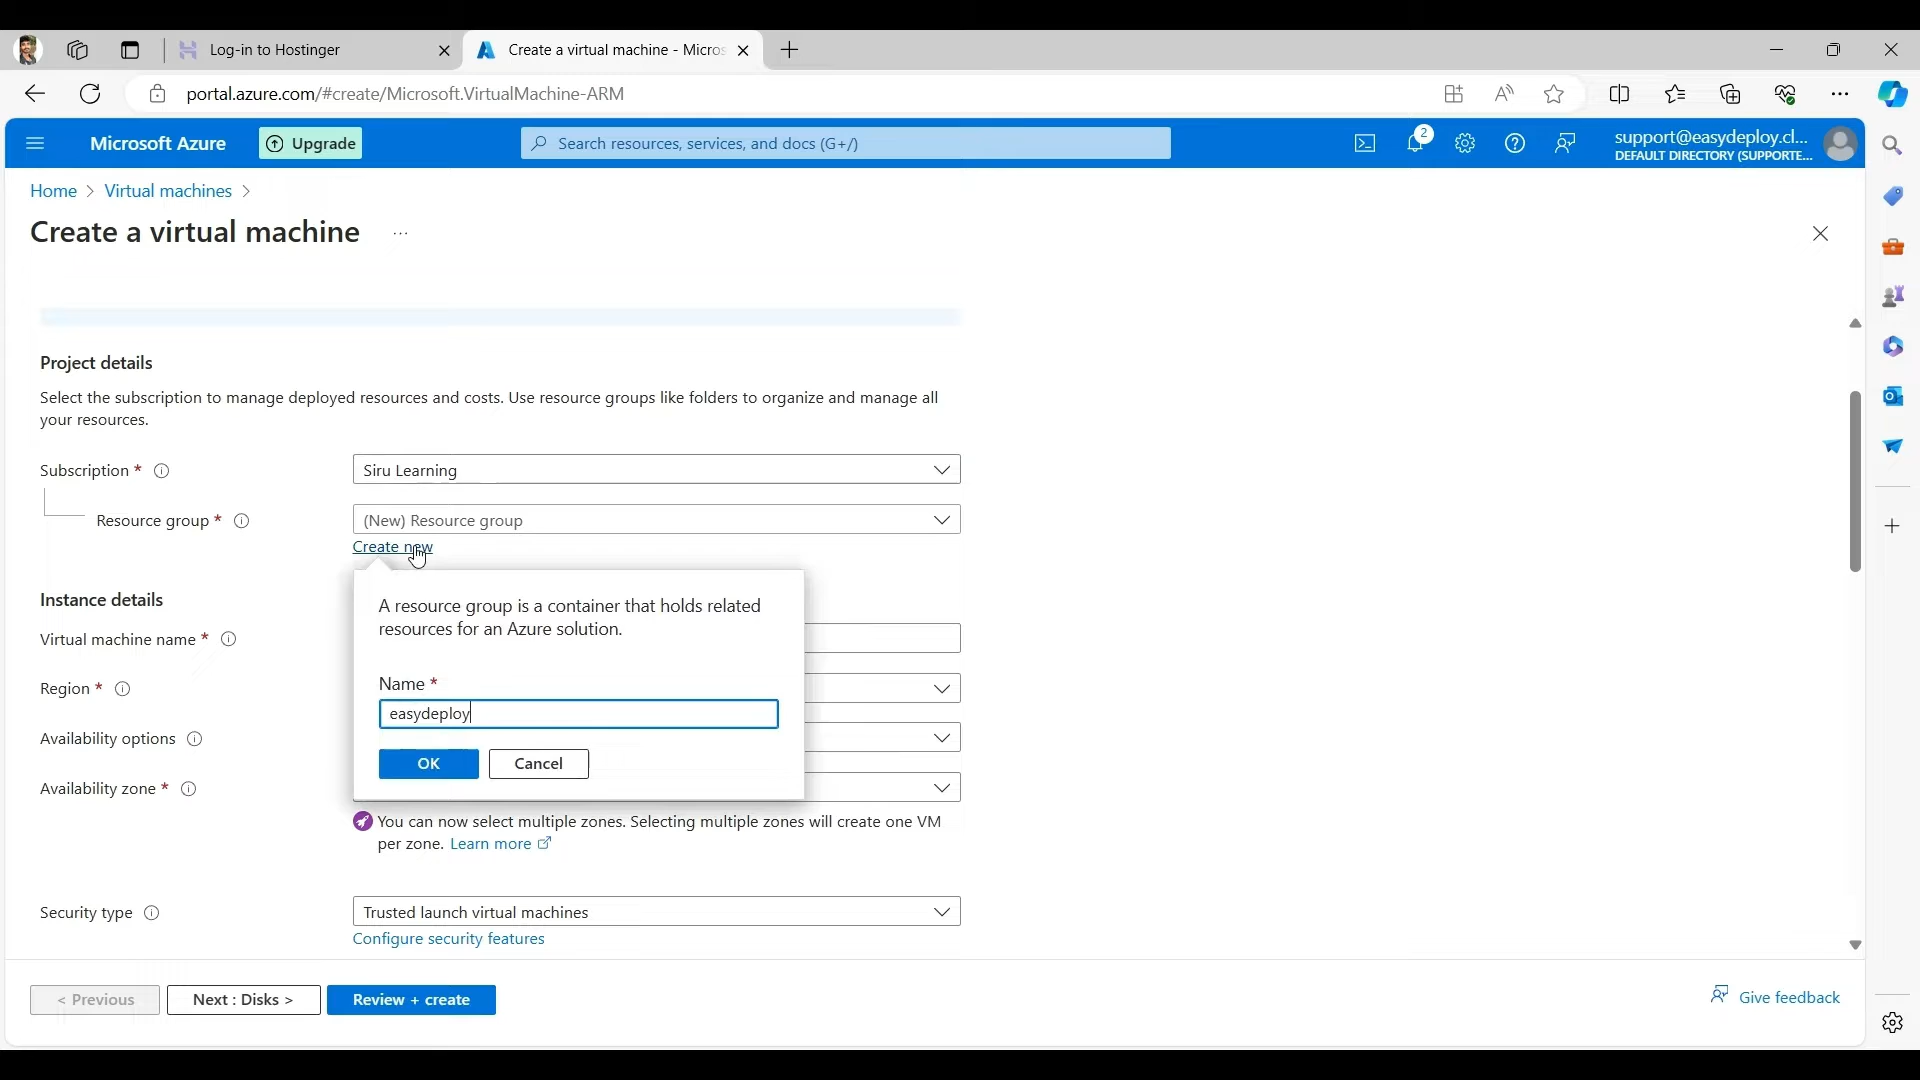 Log-in to Hostinger
Create a virtual machine - Micros
portal.azure.com/#create/Microsoft.VirtualMachine-ARM
Microsoft Azure
Upgrade
Search resources, services, and docs (G+/)
2
support@easydeploy.cl...
DEFAULT DIRECTORY (SUPPORTE...
Home > Virtual machines >
Create a virtual machine ...
Project details
Select the subscription to manage deployed resources and costs. Use resource groups like folders to organize and manage all
your resources.
Subscription *
Siru Learning
Resource group *
(New) Resource group
Create new
A resource group is a container that holds related
resources for an Azure solution.
Name *
easydeploy
OK
Cancel
Instance details
Virtual machine name *
Region *
Availability options
Availability zone *
You can now select multiple zones. Selecting multiple zones will create one VM
per zone. Learn more
Security type
Trusted launch virtual machines
Configure security features
< Previous
Next : Disks >
Review + create
Give feedback